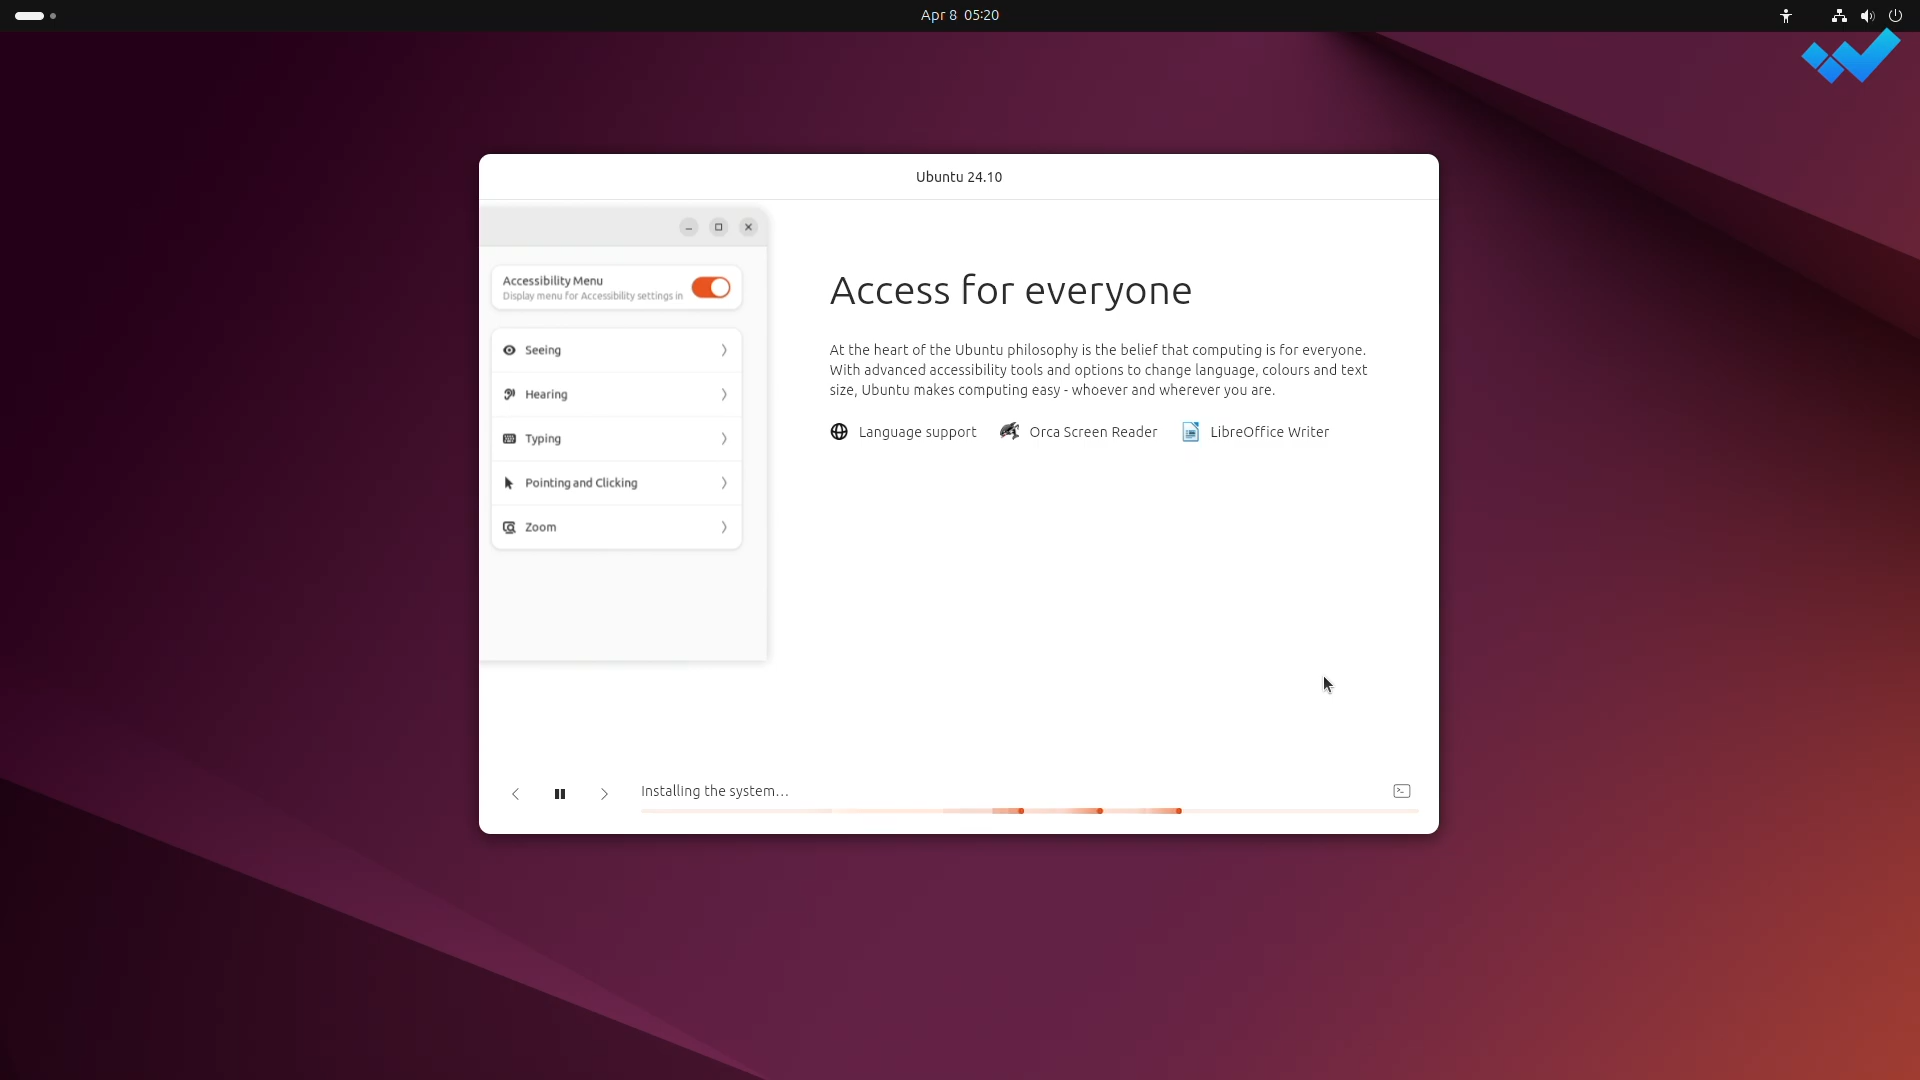 Apr 8 05:20
Ubuntu 24.10
Accessibility Menu
Display menu for Accessibility settings in
Seeing
Hearing
Typing
Pointing and Clicking
Zoom
Access for everyone
At the heart of the Ubuntu philosophy is the belief that computing is for everyone.
With advanced accessibility tools and options to change language, colours and text
size, Ubuntu makes computing easy - whoever and wherever you are.
Language support Orca Screen Reader LibreOffice Writer
Installing the system...